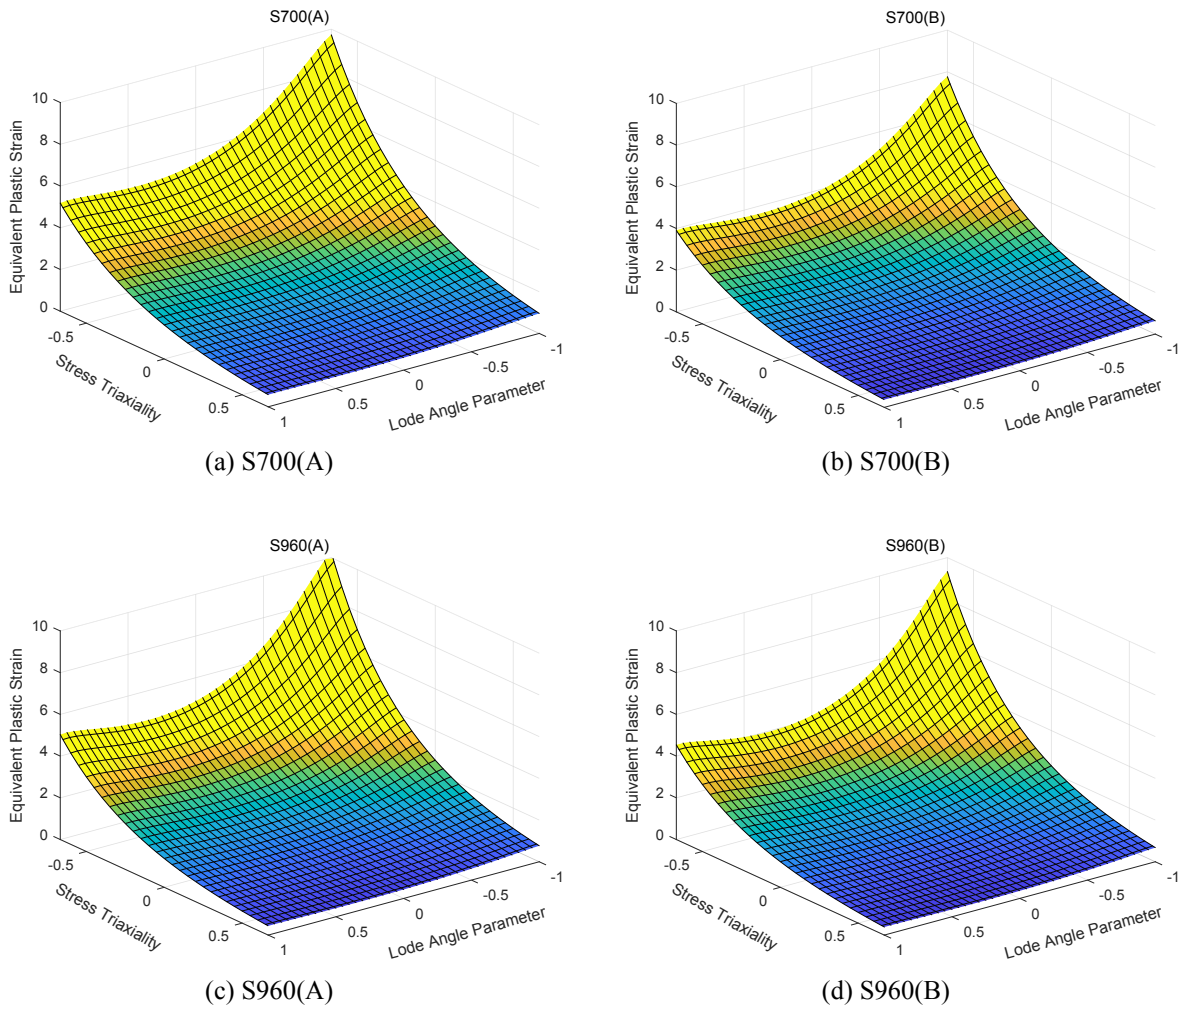 S700(A)
10
8
6
4
2
0
Equivalent Plastic Strain
-0.5
0
0.5
Stress Triaxiality
1
0.5
0
-0.5
-1
Lode Angle Parameter
(a) S700(A)
S700(B)
10
8
6
4
2
0
Equivalent Plastic Strain
-0.5
0
0.5
Stress Triaxiality
1
0.5
0
-0.5
-1
Lode Angle Parameter
(b) S700(B)
S960(A)
10
8
6
4
2
0
Equivalent Plastic Strain
-0.5
0
0.5
Stress Triaxiality
1
0.5
0
-0.5
-1
Lode Angle Parameter
(c) S960(A)
S960(B)
10
8
6
4
2
0
Equivalent Plastic Strain
-0.5
0
0.5
Stress Triaxiality
1
0.5
0
-0.5
-1
Lode Angle Parameter
(d) S960(B)